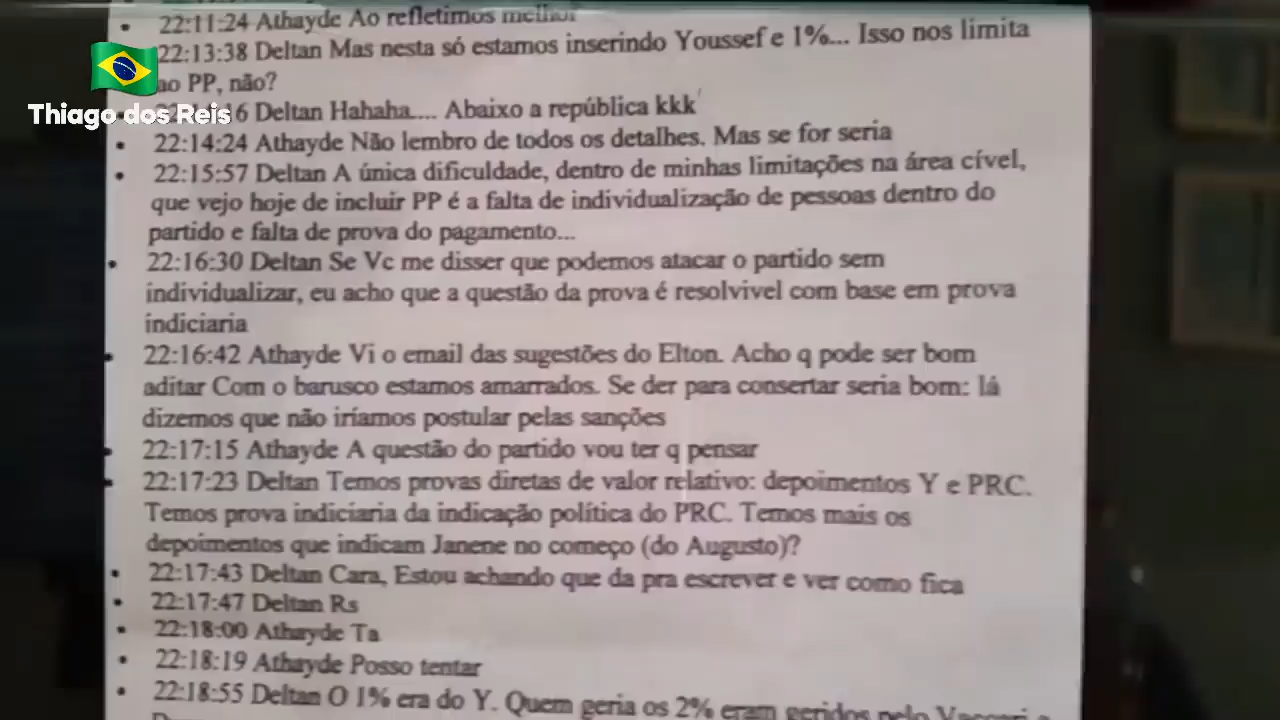 22:11:24 Athayde Ao refletimos melhor
22:13:38 Deltan Mas nesta só estamos inserindo Youssef e 1%... Isso nos limita
ao PP, não?
Thiago dos Reis
6 Deltan Hahaha.... Abaixo a república kkk
22:14:24 Athayde Não lembro de todos os detalhes. Mas se for seria
22:15:57 Deltan A única dificuldade, dentro de minhas limitações na área cível,
que vejo hoje de incluir PP é a falta de individualização de pessoas dentro do
partido e falta de prova do pagamento...
22:16:30 Deltan Se Vc me disser que podemos atacar o partido sem
individualizar, eu acho que a questão da prova é resolvivel com base em prova
indiciaria
22:16:42 Athayde Vi o email das sugestões do Elton. Acho q pode ser bom
aditar Com o barusco estamos amarrados. Se der para consertar seria bom: lá
dizemos que não iríamos postular pelas sanções
22:17:15 Athayde A questão do partido vou ter q pensar
22:17:23 Deltan Temos provas diretas de valor relativo: depoimentos Y e PRC.
Temos prova indiciaria da indicação política do PRC. Temos mais os
depoimentos que indicam Janene no começo (do Augusto)?
22:17:43 Deltan Cara, Estou achando que da pra escrever e ver como fica
22:17:47 Deltan Rs
22:18:00 Athayde Ta
22:18:19 Athayde Posso tentar
22:18:55 Deltan O 1% era do Y. Quem geria os 2% eram geridos pelo Vaccari e